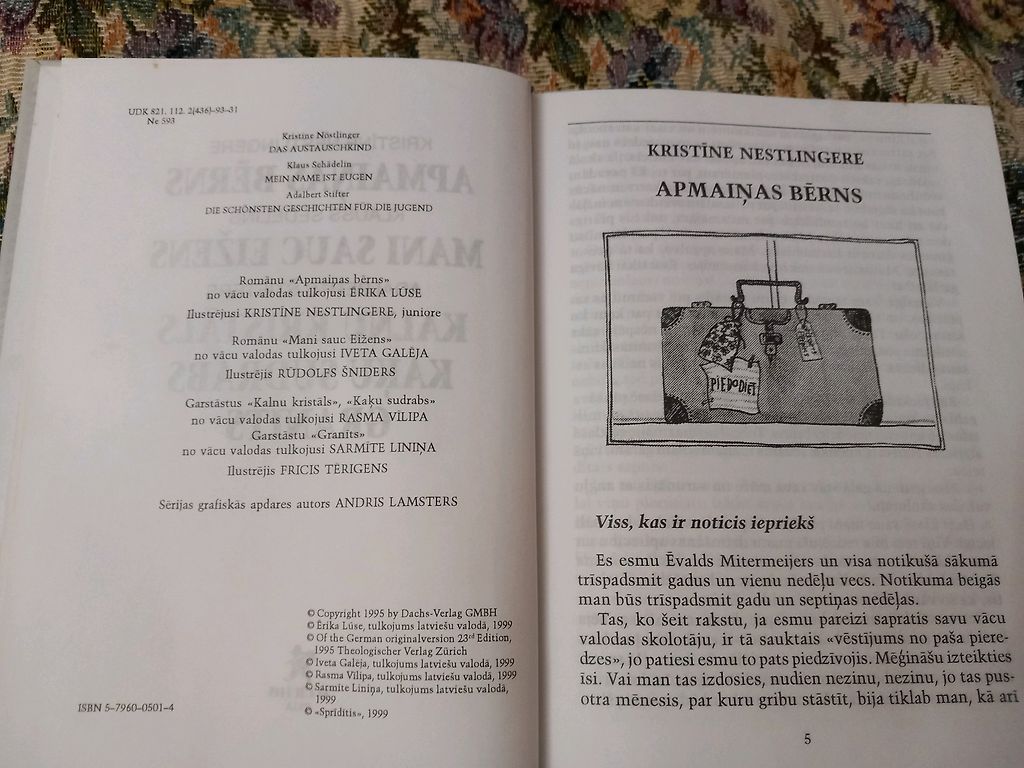 UDK 821. 112. 2(436)-93-31
Ne 593
Kristine Nöstlinger
DAS AUSTAUSCHKIND
Klaus Schädelin
MEIN NAME IST EUGEN
Adalbert Stifter
DIE SCHÖNSTEN GESCHICHTEN FÜR DIE JUGEND
Romānu «Apmaiņas bērns»
no vācu valodas tulkojusi ĒRIKA LŪSE
Ilustrējusi KRISTĪNE NESTLINGERE, juniore
Romānu «Mani sauc Eižens»
no vācu valodas tulkojusi IVETA GALĒJA
Ilustrējis RŪDOLFS ŠNIDERS
Garstāstus «Kalnu kristāls», «Kaķu sudrabs»
no vācu valodas tulkojusi RASMA VĪLIPA
Garstāstu «Granīts»
no vācu valodas tulkojusi SARMĪTE LINIŅA
Ilustrējis FRICIS TĒRIGENS
Sērijas grafiskās apdares autors ANDRIS LAMSTERS
© Copyright 1995 by Dachs-Verlag GMBH
© Ērika Lūse, tulkojums latviešu valodā, 1999
© Of the German originalversion 23rd Edition,
1995 Theologischer Verlag Zürich
© Iveta Galēja, tulkojums latviešu valodā, 1999
© Rasma Vīlipa, tulkojums latviešu valodā, 1999
© Sarmīte Liniņa, tulkojums latviešu valodā,
1999
© «Sprīdītis», 1999
ISBN 5-7960-0501-4
KRISTĪNE NESTLINGERE
APMAIŅAS BĒRNS
PIEDODIET
Viss, kas ir noticis iepriekš
Es esmu Ēvalds Mitermeijers un visa notikušā sākumā
trīspadsmit gadus un vienu nedēļu vecs. Notikuma beigās
man būs trīspadsmit gadu un septiņas nedēļas.
Tas, ko šeit rakstu, ja esmu pareizi sapratis savu vācu
valodas skolotāju, ir tā sauktais «vēstījums no paša piere-
dzes», jo patiesi esmu to pats piedzīvojis. Mēģināšu izteikties
īsi. Vai man tas izdosies, nudien nezinu, nezinu, jo tas pus-
otra mēnesis, par kuru gribu stāstīt, bija tiklab man, kā arī
5